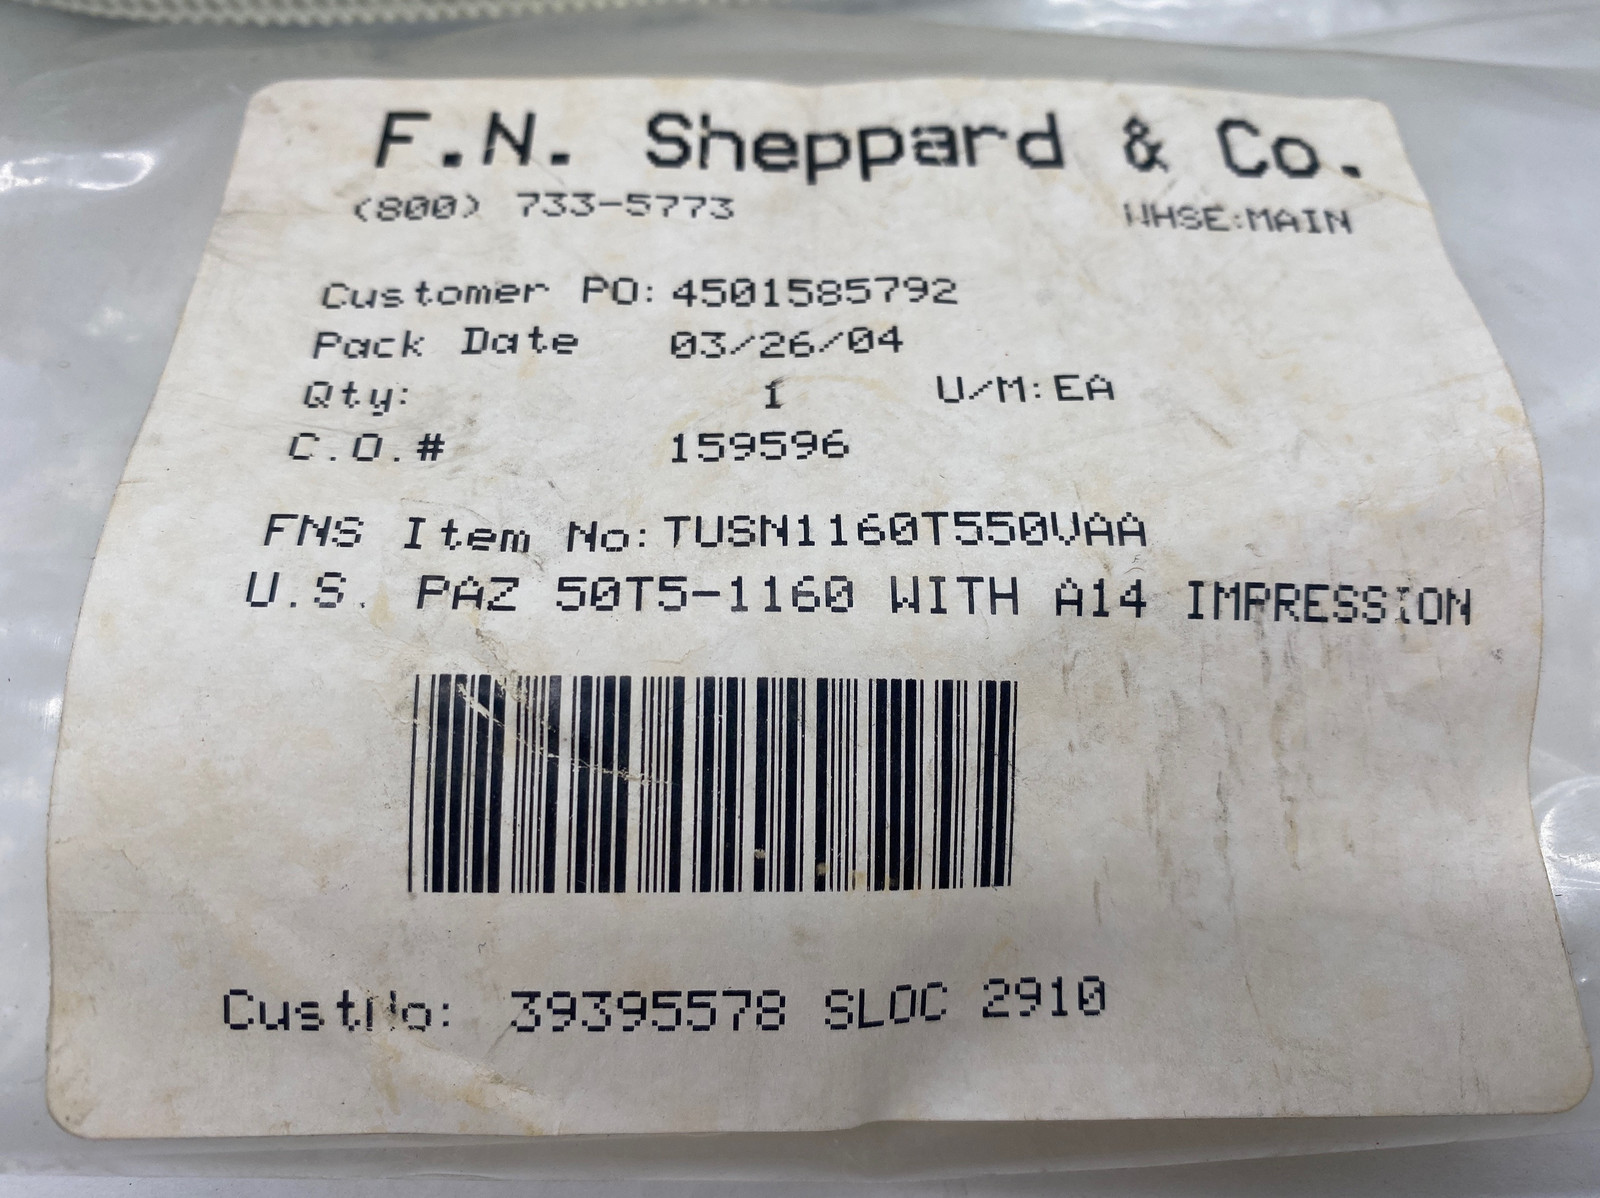 F.N. Sheppard & Co.
(800) 733-5773 WHSE:MAIN
Customer PO: 4501585792
Pack Date 03/26/04
Qty: 1 U/M: EA
C.O.# 159596
FNS Item No: TUSN1160T550VAA
U.S. PAZ 50T5-1160 WITH A14 IMPRESSION
CustNo: 39395578 SLOC 2910